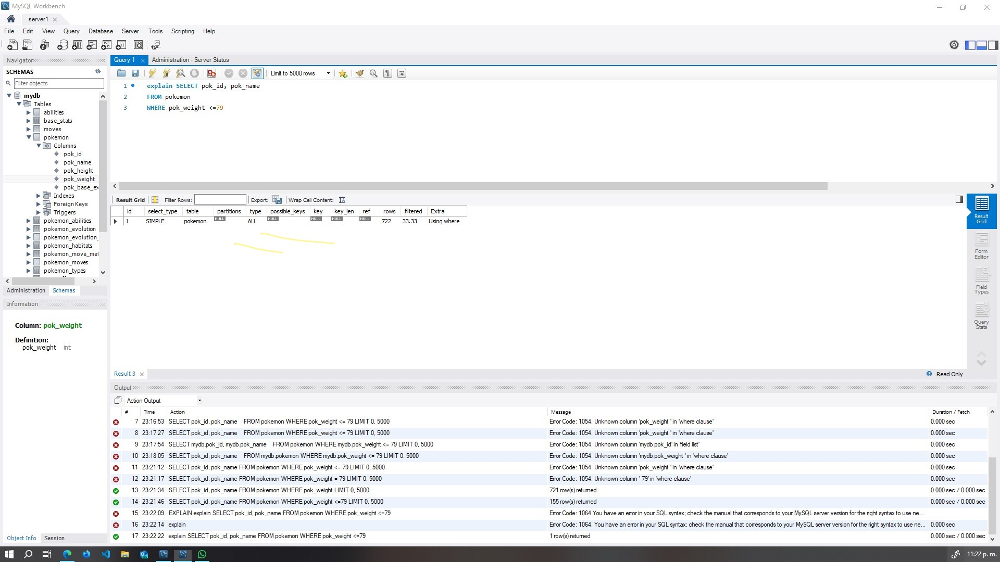 MySQL Workbench
server1
File Edit View Query Database Server Tools Scripting Help
Navigator
SCHEMAS
Filter objects
mydb
Tables
abilities
base_stats
moves
pokemon
Columns
pok_id
pok_name
pok_height
pok_weight
pok_base_ex
Indexes
Foreign Keys
Triggers
pokemon_abilities
pokemon_evolution
pokemon_evolution_
pokemon_habitats
pokemon_move_met
pokemon_moves
pokemon_types
Administration Schemas
Information
Column: pok_weight
Definition:
pok_weight int
Object Info Session
Query 1 Administration - Server Status
Limit to 5000 rows
1 explain SELECT pok_id, pok_name
2 FROM pokemon
3 WHERE pok_weight <=79
Result Grid Filter Rows: Export: Wrap Cell Content:
id select_type table partitions type possible_keys key key_len ref rows filtered Extra
1 SIMPLE pokemon NULL ALL NULL NULL NULL NULL 722 33.33 Using where
Result Grid
Form Editor
Field Types
Query Stats
Result 3 Read Only
Output
Action Output
# Time Action Message Duration / Fetch
7 23:16:53 SELECT pok_id, pok_name FROM pokemon WHERE pok_weight <= 79 LIMIT 0, 5000 Error Code: 1054. Unknown column 'pok_weight ' in 'where clause' 0.000 sec
8 23:17:27 SELECT pok_id, pok_name FROM pokemon WHERE pok_weight <= 79 LIMIT 0, 5000 Error Code: 1054. Unknown column 'pok_weight ' in 'where clause' 0.000 sec
9 23:17:54 SELECT mydb.pok_id, mydb.pok_name FROM pokemon WHERE mydb.pok_weight <= 79 LIMIT 0, 5000 Error Code: 1054. Unknown column 'mydb.pok_id' in 'field list' 0.000 sec
10 23:18:05 SELECT pok_id, pok_name FROM mydb.pokemon WHERE mydb.pok_weight <= 79 LIMIT 0, 5000 Error Code: 1054. Unknown column 'mydb.pok_weight ' in 'where clause' 0.000 sec
11 23:21:12 SELECT pok_id, pok_name FROM pokemon WHERE pok_weight <= 79 LIMIT 0, 5000 Error Code: 1054. Unknown column 'pok_weight ' in 'where clause' 0.000 sec
12 23:21:17 SELECT pok_id, pok_name FROM pokemon WHERE pok_weight = 79 LIMIT 0, 5000 Error Code: 1054. Unknown column ' 79' in 'where clause' 0.000 sec
13 23:21:34 SELECT pok_id, pok_name FROM pokemon WHERE pok_weight LIMIT 0, 5000 721 row(s) returned 0.000 sec / 0.000 sec
14 23:21:46 SELECT pok_id, pok_name FROM pokemon WHERE pok_weight <=79 LIMIT 0, 5000 155 row(s) returned 0.000 sec / 0.000 sec
15 23:22:09 EXPLAIN explain SELECT pok_id, pok_name FROM pokemon WHERE pok_weight <=79 Error Code: 1064 You have an error in your SQL syntax; check the manual that corresponds to your MySQL server version for the right syntax to use ne...
16 23:22:14 explain Error Code: 1064. You have an error in your SQL syntax; check the manual that corresponds to your MySQL server version for the right syntax to use ne... 0.000 sec
17 23:22:22 explain SELECT pok_id, pok_name FROM pokemon WHERE pok_weight <=79 1 row(s) returned 0.000 sec / 0.000 sec
11:22 p. m.